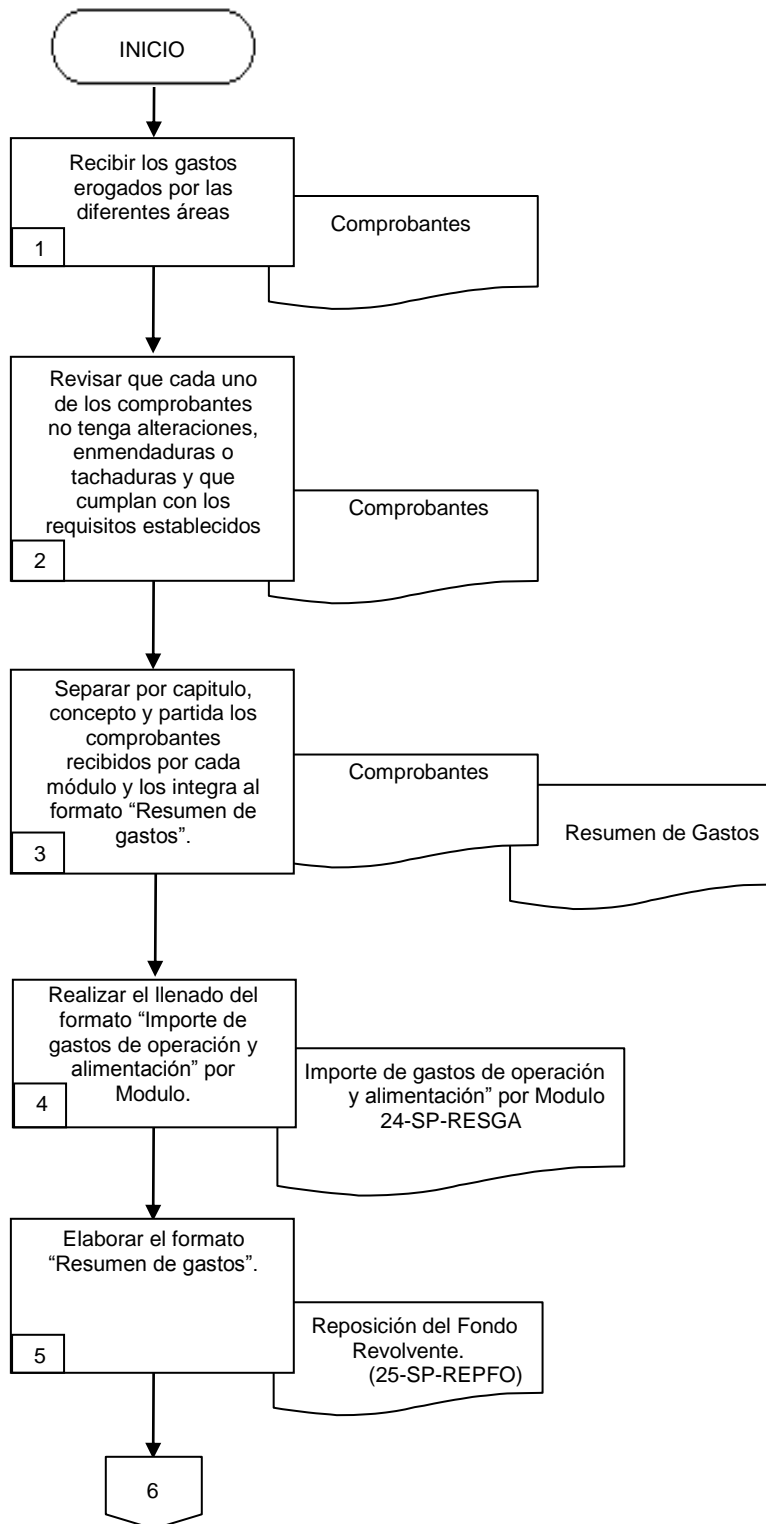 INICIO
Recibir los gastos
erogados por las
diferentes áreas
1
Comprobantes
Revisar que cada uno
de los comprobantes
no tenga alteraciones,
enmendaduras o
tachaduras y que
cumplan con los
requisitos establecidos
2
Comprobantes
Separar por capitulo,
concepto y partida los
comprobantes
recibidos por cada
módulo y los integra al
formato “Resumen de
gastos”.
3
Comprobantes
Resumen de Gastos
Realizar el llenado del
formato “Importe de
gastos de operación y
alimentación” por
Modulo.
4
Importe de gastos de operación
y alimentación” por Modulo
24-SP-RESGA
Elaborar el formato
“Resumen de gastos”.
5
Reposición del Fondo
Revolvente.
(25-SP-REPFO)
6